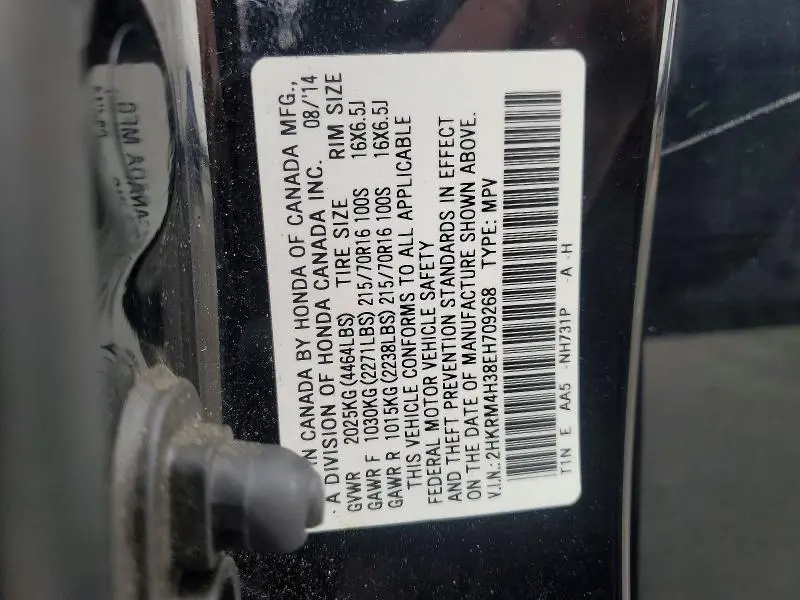 IN CANADA BY HONDA OF CANADA MFG.,
A DIVISION OF HONDA CANADA INC. 08/'14
GVWR 2025KG(4464LBS) TIRE SIZE RIM SIZE
GAWR F 1030KG(2271LBS)215/70R16 100S 16X6.5J
GAWR R 1015KG(2238LBS)215/70R16 100S 16X6.5J
THIS VEHICLE CONFORMS TO ALL APPLICABLE
FEDERAL MOTOR VEHICLE SAFETY
AND THEFT PREVENTION STANDARDS IN EFFECT
ON THE DATE OF MANUFACTURE SHOWN ABOVE.
V.I.N.:2HKRM4H38EH709268 TYPE: MPV
T1N E AA5 -NH731P -A -H